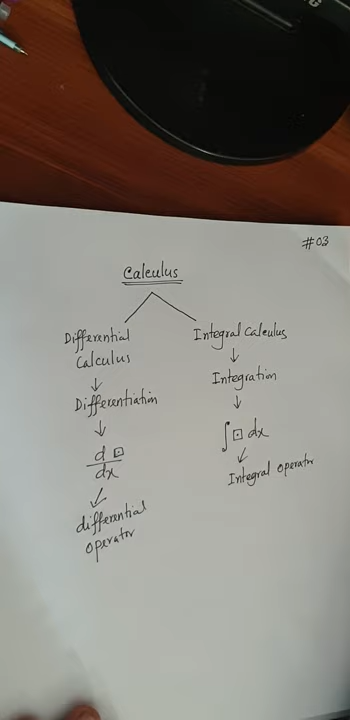 #03
Calculus
Differential
Calculus
Differentiation
d ⊡
dx
differential
operator
Integral Calculus
Integration
∫ ⊡ dx
Integral operator